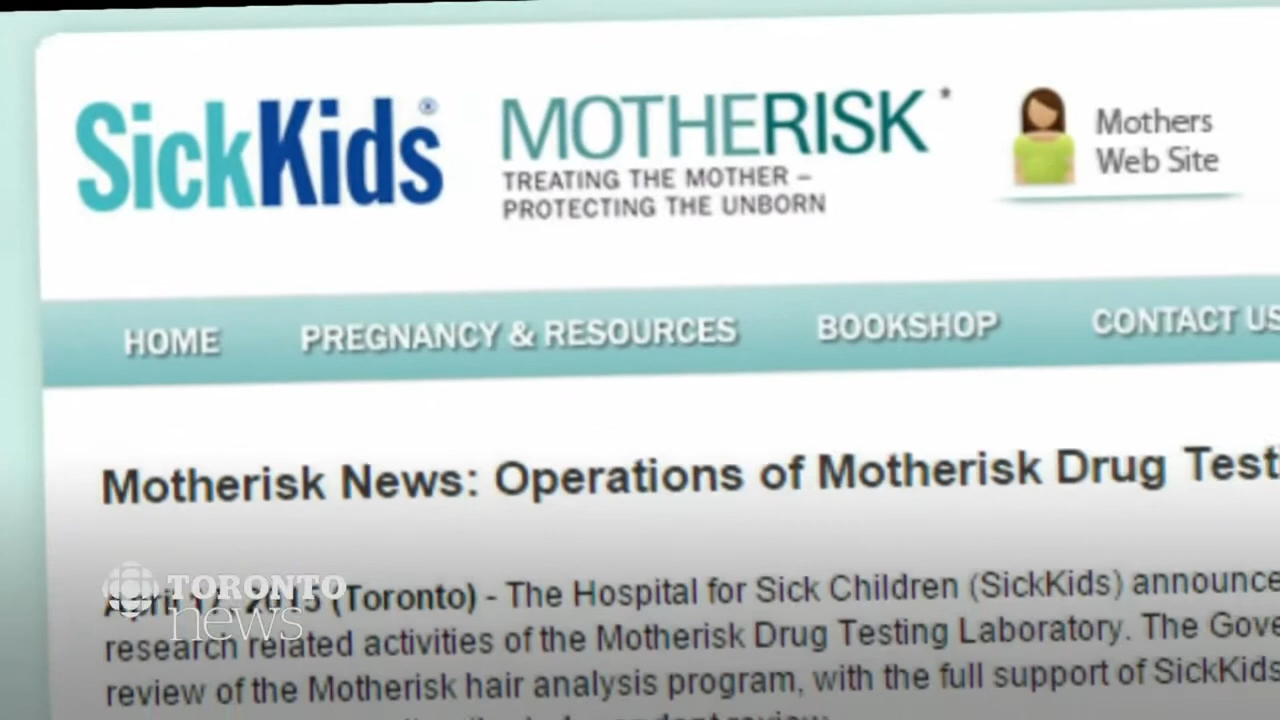 SickKids®
MOTHERISK*
TREATING THE MOTHER –
PROTECTING THE UNBORN
Mothers
Web Site
HOME PREGNANCY & RESOURCES BOOKSHOP CONTACT US
Motherisk News: Operations of Motherisk Drug Testi
2015 (Toronto) - The Hospital for Sick Children (SickKids) announce
research related activities of the Motherisk Drug Testing Laboratory. The Gove
review of the Motherisk hair analysis program, with the full support of SickKids
review
TORONTO
news